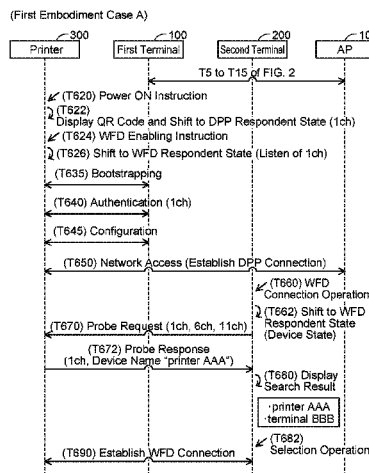 (First Embodiment Case A)
300 100 200 10
Printer First Terminal Second Terminal AP
T5 to T15 of FIG. 2
(T620) Power ON Instruction
(T622)
Display QR Code and Shift to DPP Respondent State (1ch)
(T624) WFD Enabling Instruction
(T626) Shift to WFD Respondent State (Listen of 1ch)
(T635) Bootstrapping
(T640) Authentication (1ch)
(T645) Configuration
(T650) Network Access (Establish DPP Connection)
(T660) WFD
Connection Operation
(T662) Shift to WFD
Respondent State
(Device State)
(T670) Probe Request (1ch, 6ch, 11ch)
(T672) Probe Response
(1ch, Device Name "printer AAA")
(T680) Display
Search Result
·printer AAA
·terminal BBB
(T682)
Selection Operation
(T690) Establish WFD Connection